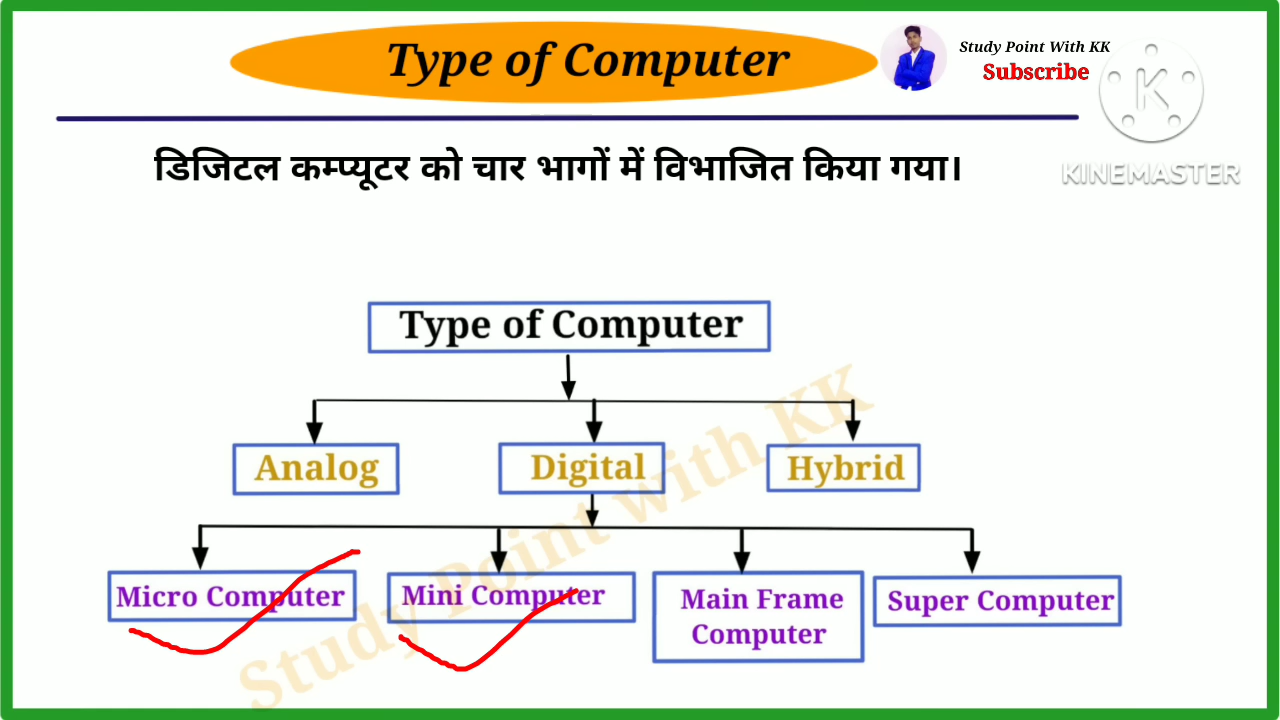 Type of Computer
Study Point With KK
Subscribe
K
KINEMASTER
डिजिटल कम्प्यूटर को चार भागों में विभाजित किया गया।
Type of Computer
Analog
Digital
Hybrid
Micro Computer
Mini Computer
Main Frame
Computer
Super Computer
Study Point with KK